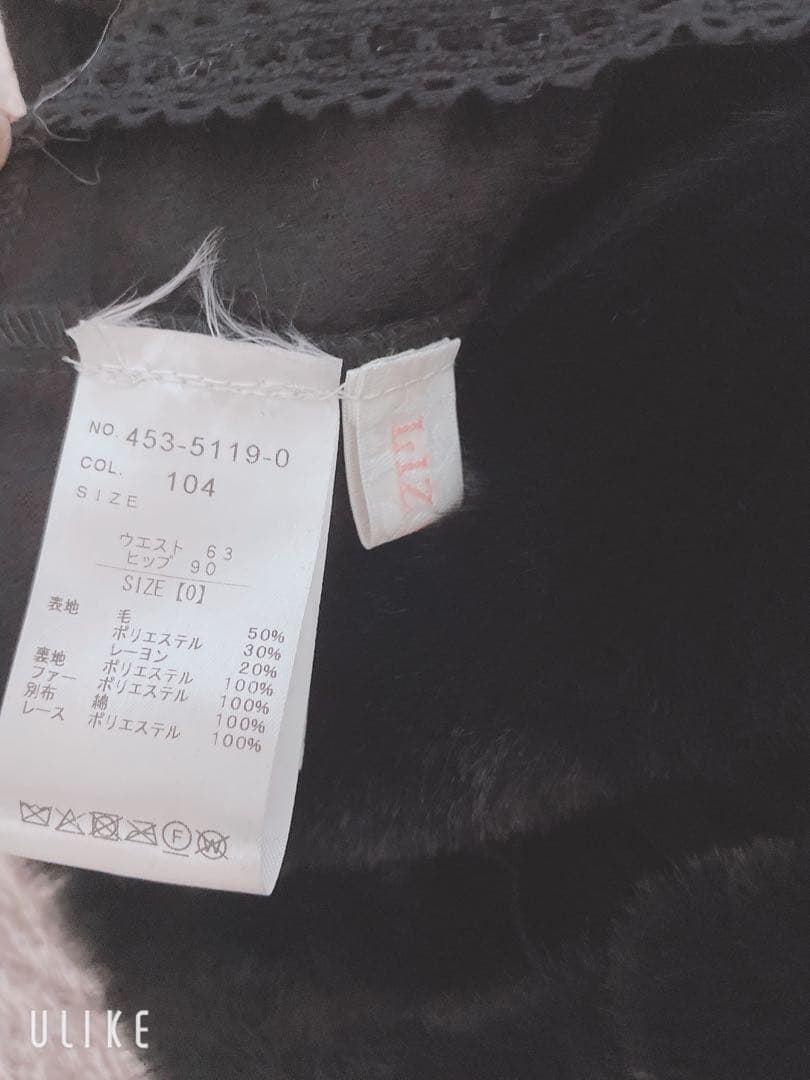 NO. 453-5119-0
COL. 104
SIZE
ウエスト 63
ヒップ 90
SIZE【0】
表地 毛 50%
ポリエステル 30%
レーヨン 20%
裏地 ポリエステル 100%
ファー ポリエステル 100%
別布 綿 100%
レース ポリエステル 100%
F
W
LIZ
ULIKE